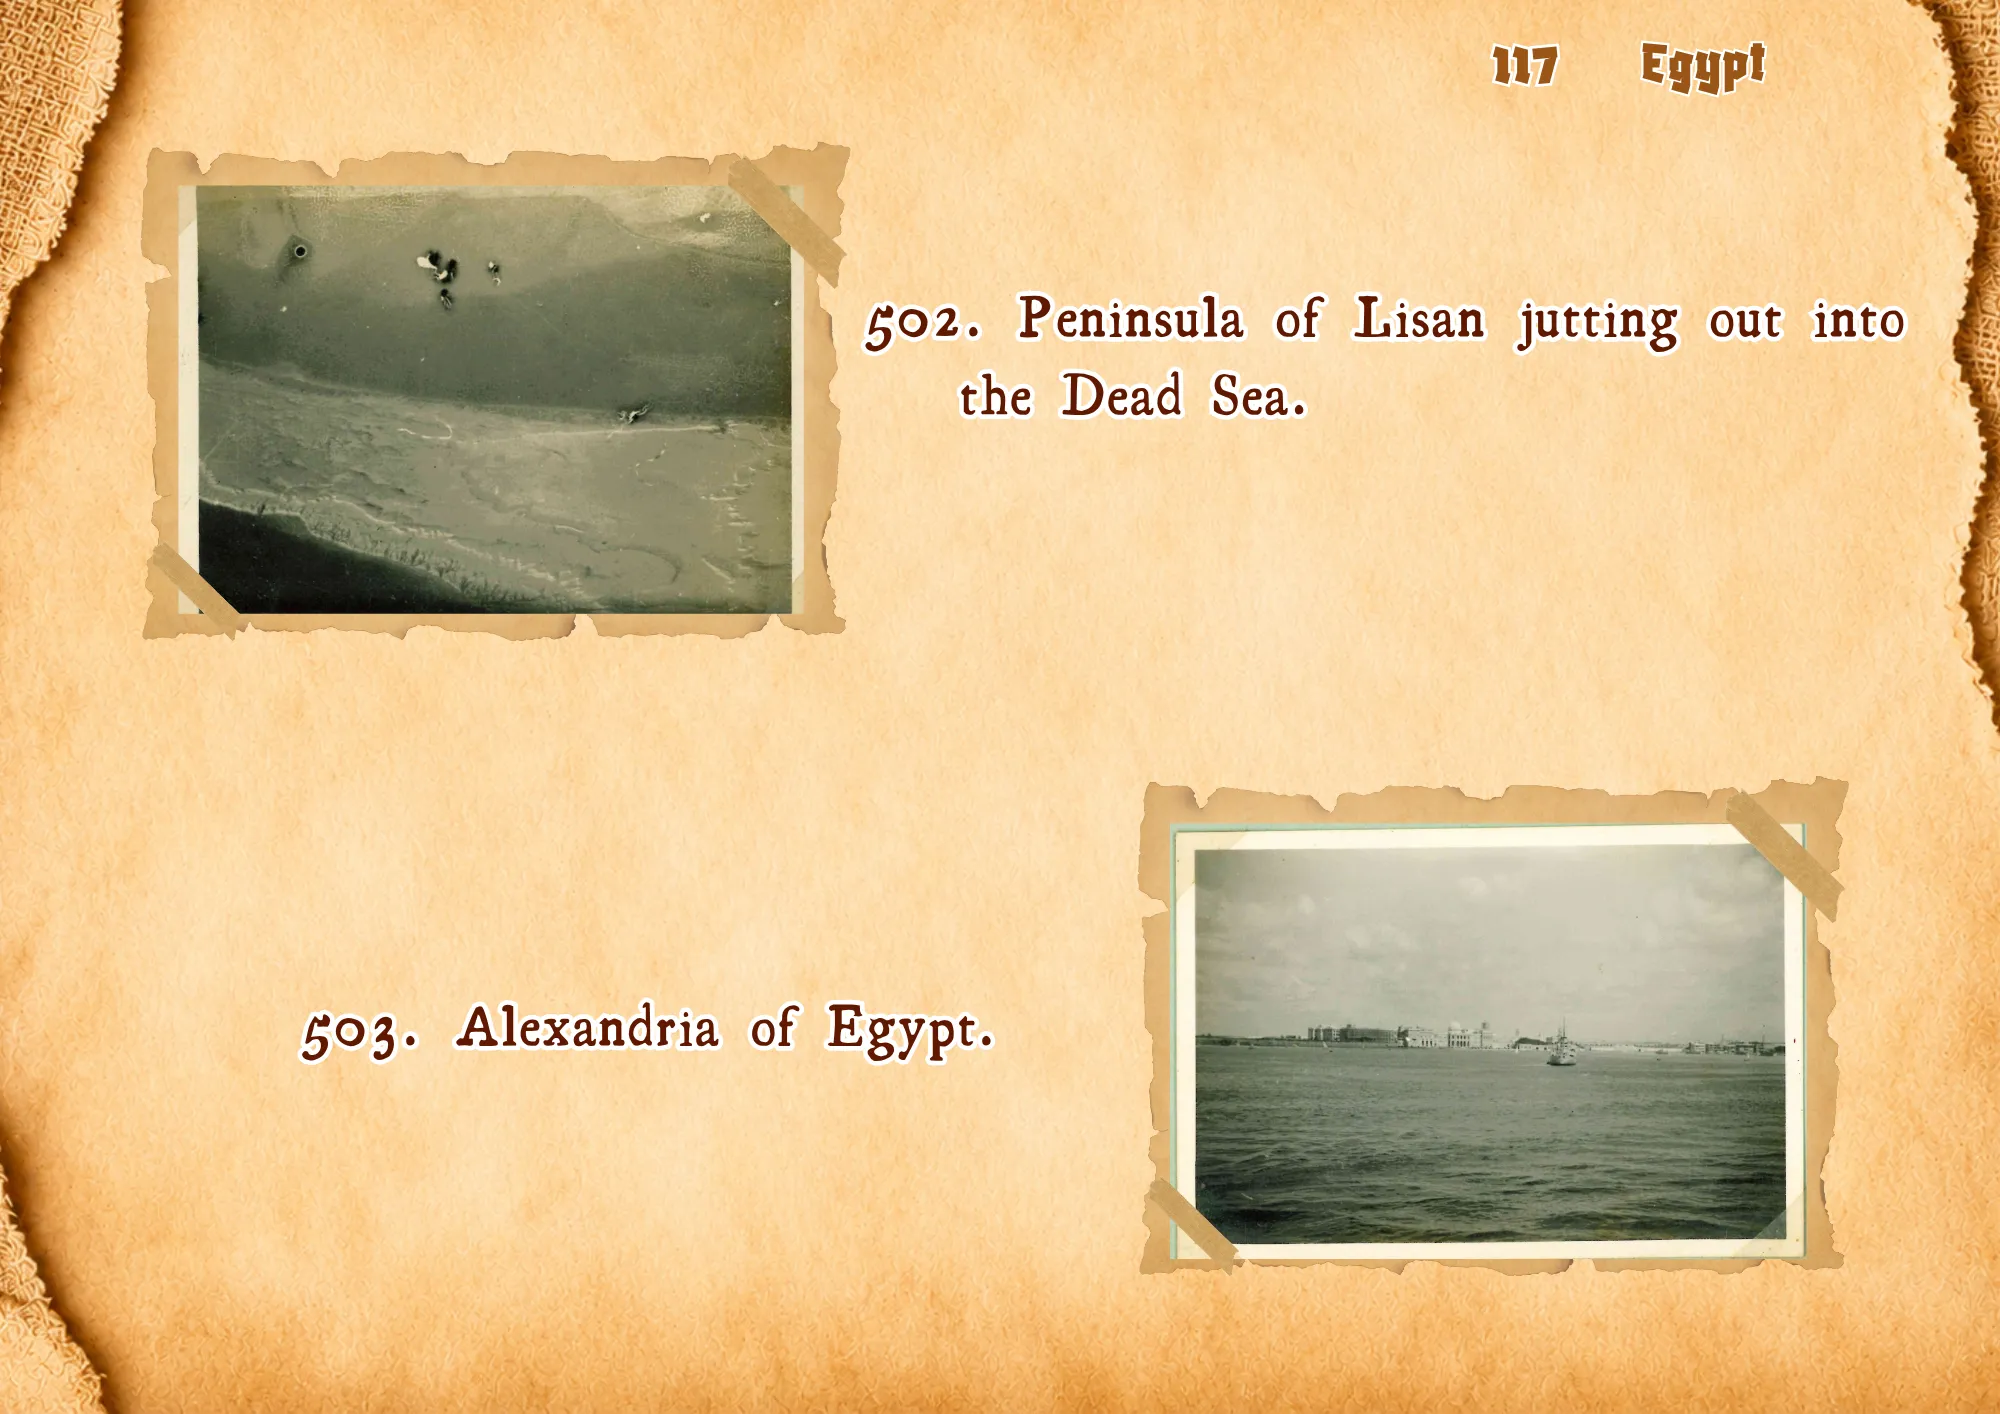 117 Egypt
502. Peninsula of Lisan jutting out into
the Dead Sea.
503. Alexandria of Egypt.